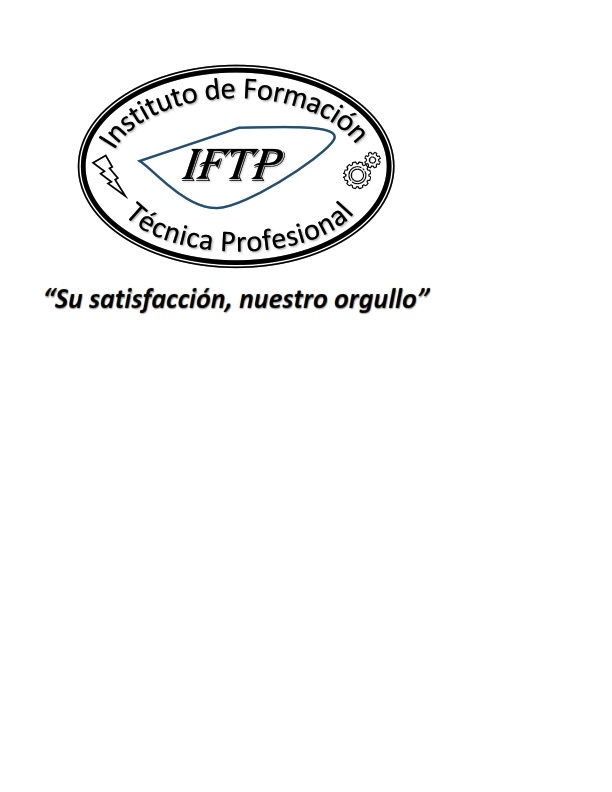 Instituto de Formación
IFTP
Técnica Profesional
“Su satisfacción, nuestro orgullo”